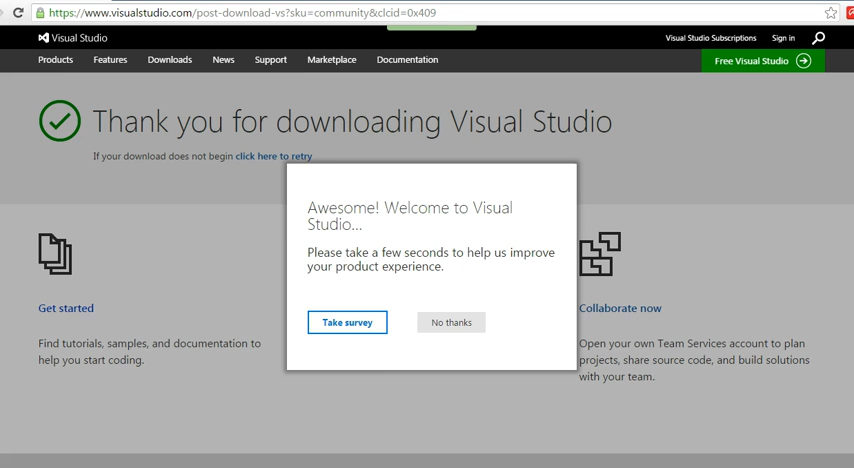 https://www.visualstudio.com/post-download-vs?sku=community&clcid=0x409
Visual Studio
Visual Studio Subscriptions Sign in
Products Features Downloads News Support Marketplace Documentation
Free Visual Studio
Thank you for downloading Visual Studio
If your download does not begin click here to retry
Awesome! Welcome to Visual
Studio...
Please take a few seconds to help us improve
your product experience.
Take survey No thanks
Get started
Find tutorials, samples, and documentation to
help you start coding.
Collaborate now
Open your own Team Services account to plan
projects, share source code, and build solutions
with your team.